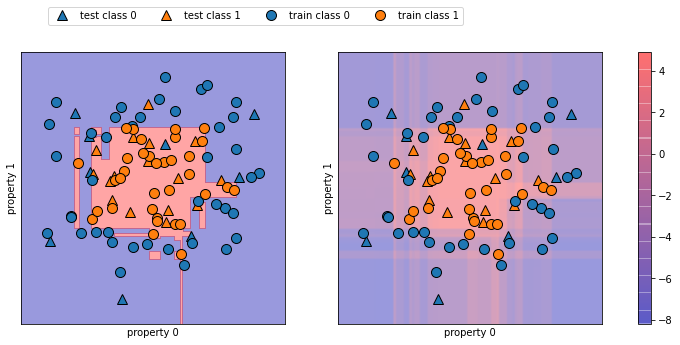 test class 0 test class 1 train class 0 train class 1
property 1
property 0
property 1
property 0
4
2
0
−2
−4
−6
−8